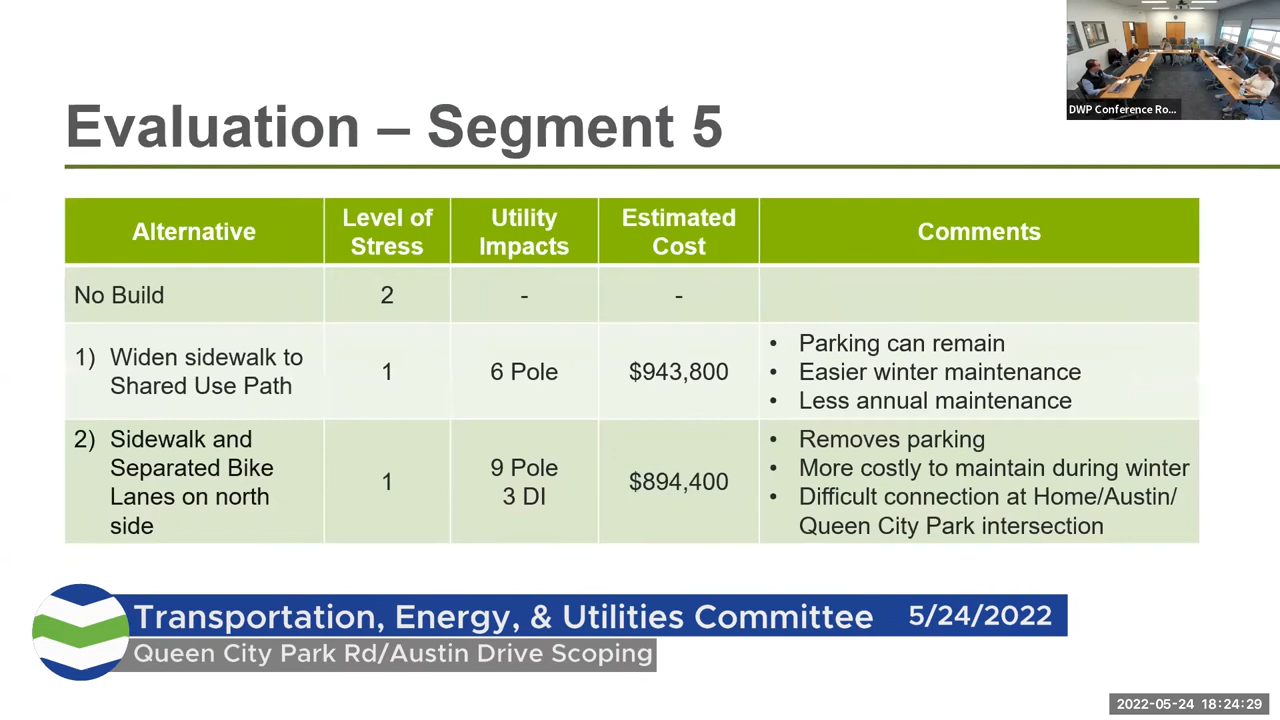 DWP Conference Ro...
Evaluation – Segment 5
Alternative
Level of
Stress
Utility
Impacts
Estimated
Cost
Comments
No Build
2
-
-
1) Widen sidewalk to
Shared Use Path
1
6 Pole
$943,800
• Parking can remain
• Easier winter maintenance
• Less annual maintenance
2) Sidewalk and
Separated Bike
Lanes on north
side
1
9 Pole
3 DI
$894,400
• Removes parking
• More costly to maintain during winter
• Difficult connection at Home/Austin/
Queen City Park intersection
Transportation, Energy, & Utilities Committee 5/24/2022
Queen City Park Rd/Austin Drive Scoping
2022-05-24 18:24:29